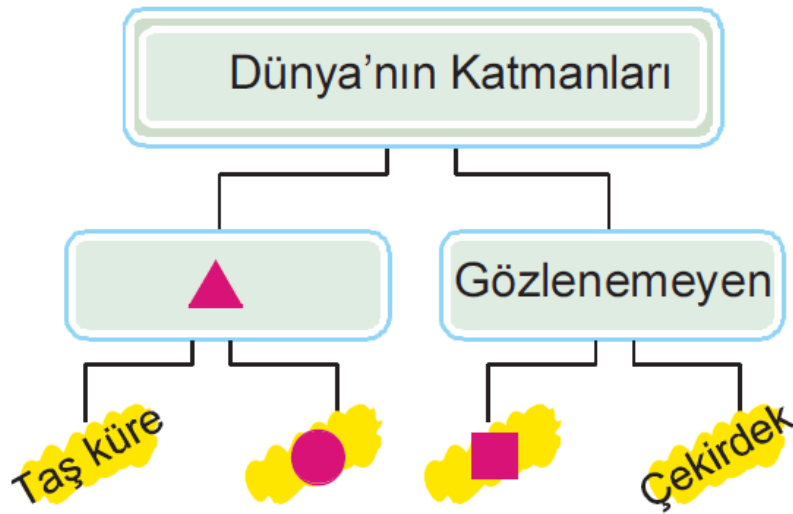 Dünya’nın Katmanları
Gözlenemeyen
Taş küre
Çekirdek